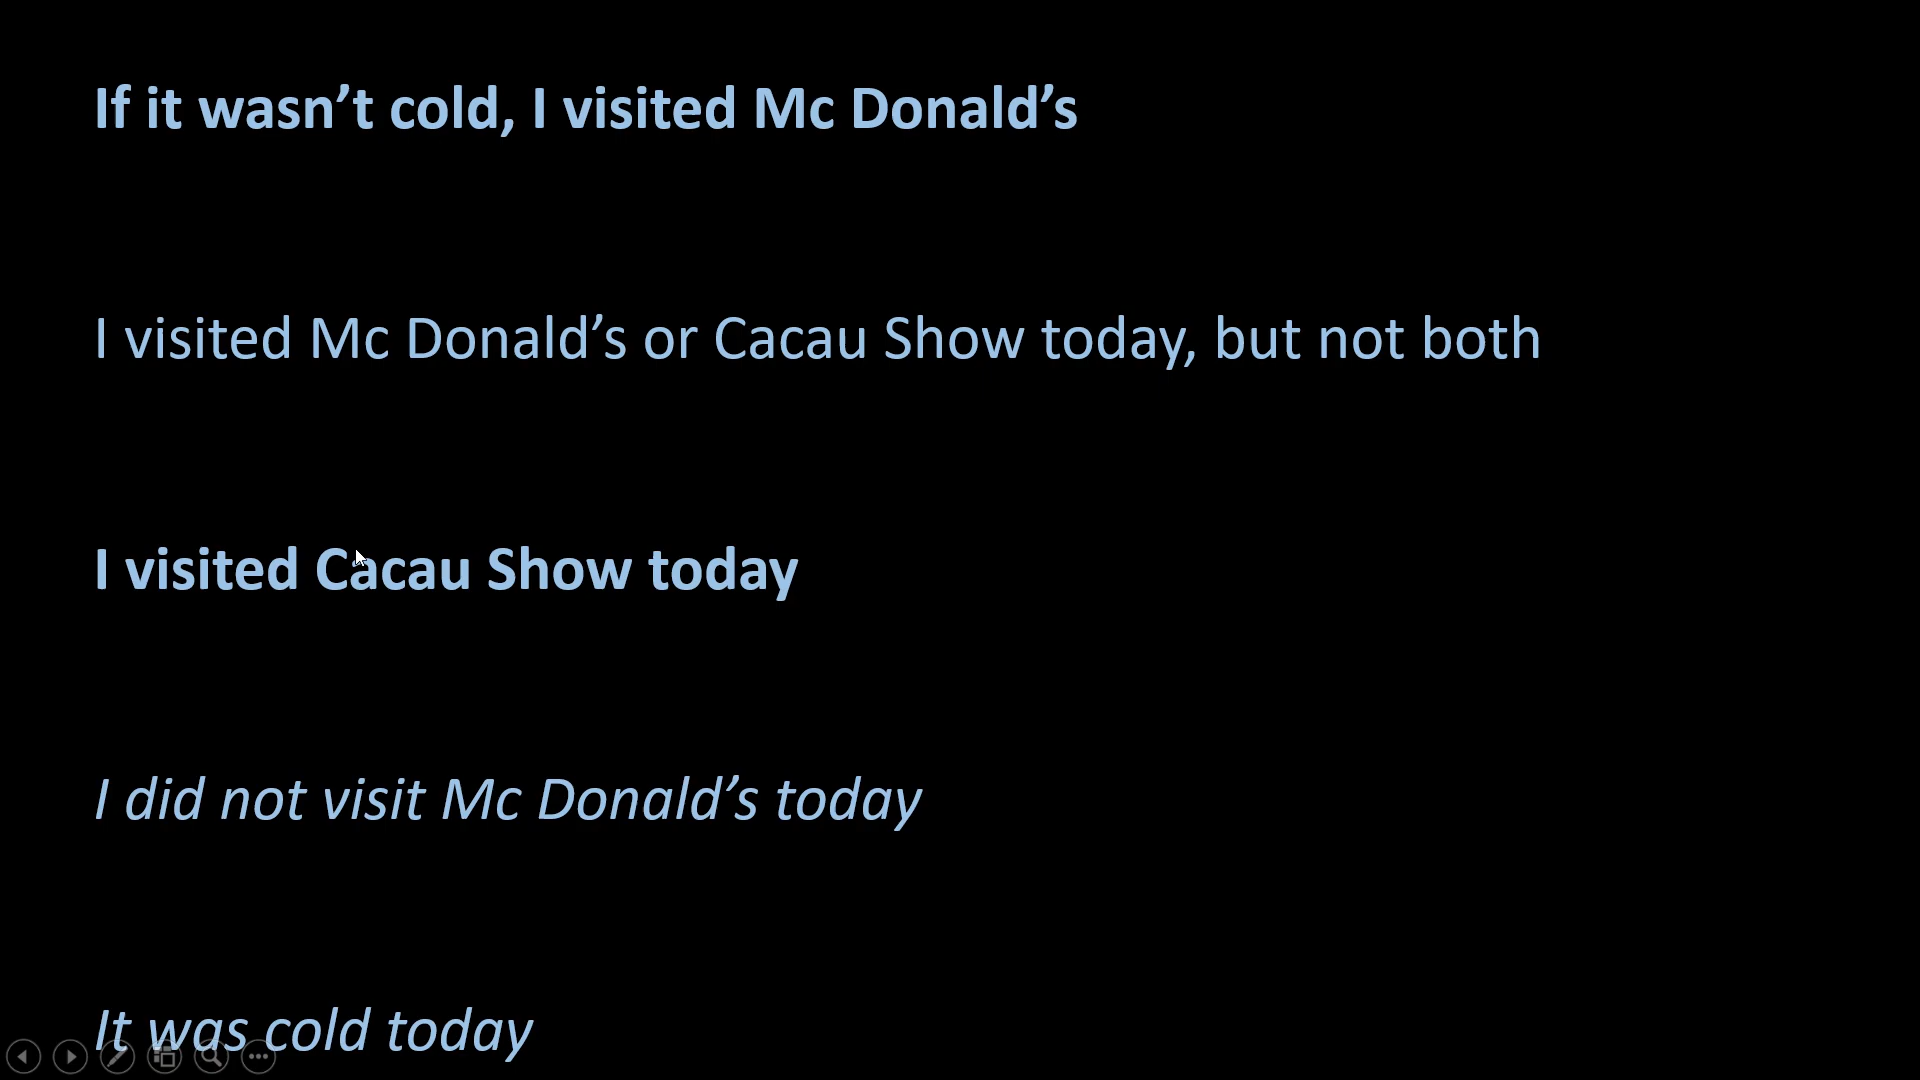 If it wasn’t cold, I visited Mc Donald’s
I visited Mc Donald’s or Cacau Show today, but not both
I visited Cacau Show today
I did not visit Mc Donald’s today
It was cold today